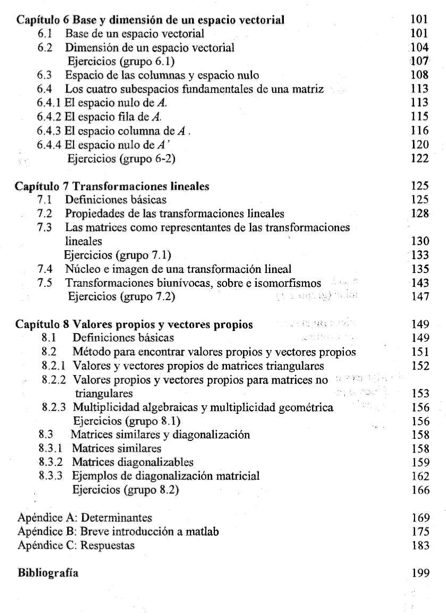 Capítulo 6 Base y dimensión de un espacio vectorial 101
6.1 Base de un espacio vectorial 101
6.2 Dimensión de un espacio vectorial 104
Ejercicios (grupo 6.1) 107
6.3 Espacio de las columnas y espacio nulo 108
6.4 Los cuatro subespacios fundamentales de una matriz 113
6.4.1 El espacio nulo de A. 113
6.4.2 El espacio fila de A. 115
6.4.3 El espacio columna de A . 116
6.4.4 El espacio nulo de A' 120
Ejercicios (grupo 6-2) 122
Capítulo 7 Transformaciones lineales 125
7.1 Definiciones básicas 125
7.2 Propiedades de las transformaciones lineales 128
7.3 Las matrices como representantes de las transformaciones
lineales 130
Ejercicios (grupo 7.1) 133
7.4 Núcleo e imagen de una transformación lineal 135
7.5 Transformaciones biunívocas, sobre e isomorfismos 143
Ejercicios (grupo 7.2) 147
Capítulo 8 Valores propios y vectores propios 149
8.1 Definiciones básicas 149
8.2 Método para encontrar valores propios y vectores propios 151
8.2.1 Valores y vectores propios de matrices triangulares 152
8.2.2 Valores propios y vectores propios para matrices no
triangulares 153
8.2.3 Multiplicidad algebraica y multiplicidad geométrica 156
Ejercicios (grupo 8.1) 156
8.3 Matrices similares y diagonalización 158
8.3.1 Matrices similares 158
8.3.2 Matrices diagonalizables 159
8.3.3 Ejemplos de diagonalización matricial 162
Ejercicios (grupo 8.2) 166
Apéndice A: Determinantes 169
Apéndice B: Breve introducción a matlab 175
Apéndice C: Respuestas 183
Bibliografía 199